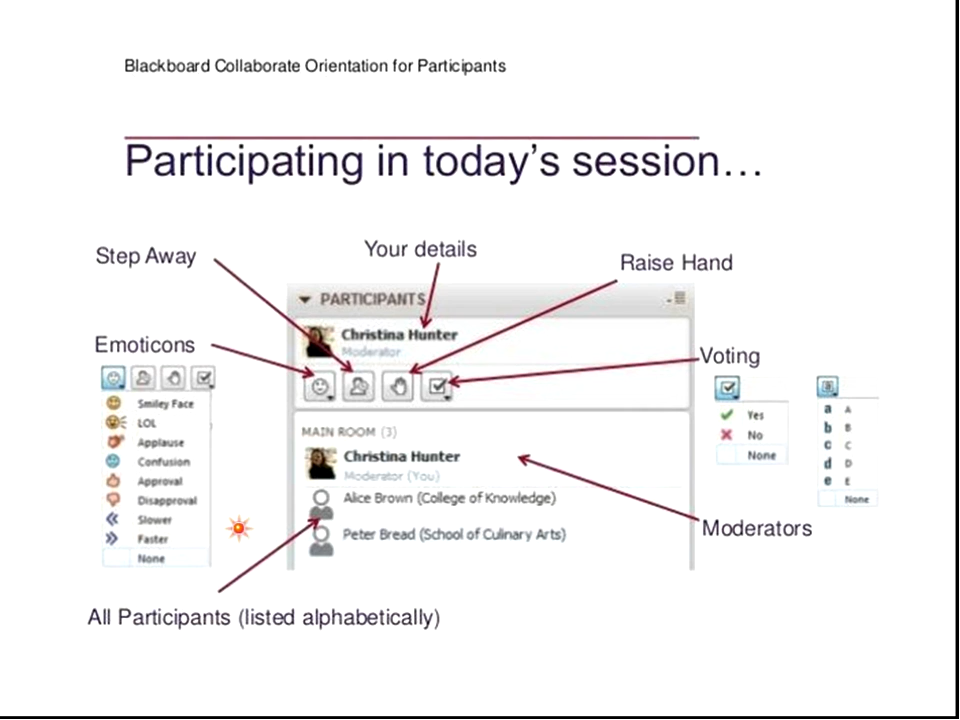 Blackboard Collaborate Orientation for Participants
Participating in today's session…
Step Away
Your details
Raise Hand
PARTICIPANTS
Christina Hunter
Moderator
Emoticons
Voting
Smiley Face
LOL
Applause
Confusion
Approval
Disapproval
Slower
Faster
None
MAIN ROOM (3)
Christina Hunter
Moderator (You)
Alice Brown (College of Knowledge)
Peter Bread (School of Culinary Arts)
Yes
No
None
a A
b B
c C
d D
e E
None
Moderators
All Participants (listed alphabetically)